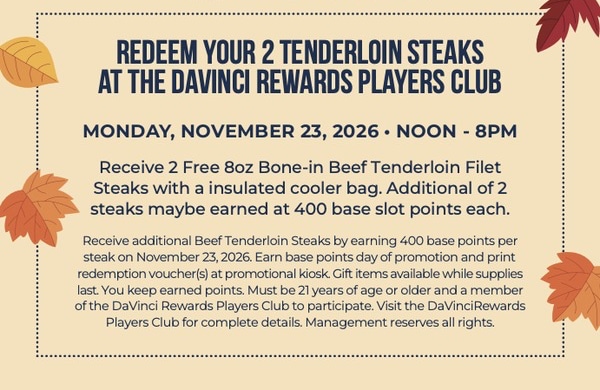 REDEEM YOUR 2 TENDERLOIN STEAKS
AT THE DAVINCI REWARDS PLAYERS CLUB
MONDAY, NOVEMBER 23, 2026 • NOON - 8PM
Receive 2 Free 8oz Bone-in Beef Tenderloin Filet
Steaks with a insulated cooler bag. Additional of 2
steaks maybe earned at 400 base slot points each.
Receive additional Beef Tenderloin Steaks by earning 400 base points per
steak on November 23, 2026. Earn base points day of promotion and print
redemption voucher(s) at promotional kiosk. Gift items available while supplies
last. You keep earned points. Must be 21 years of age or older and a member
of the DaVinci Rewards Players Club to participate. Visit the DaVinciRewards
Players Club for complete details. Management reserves all rights.